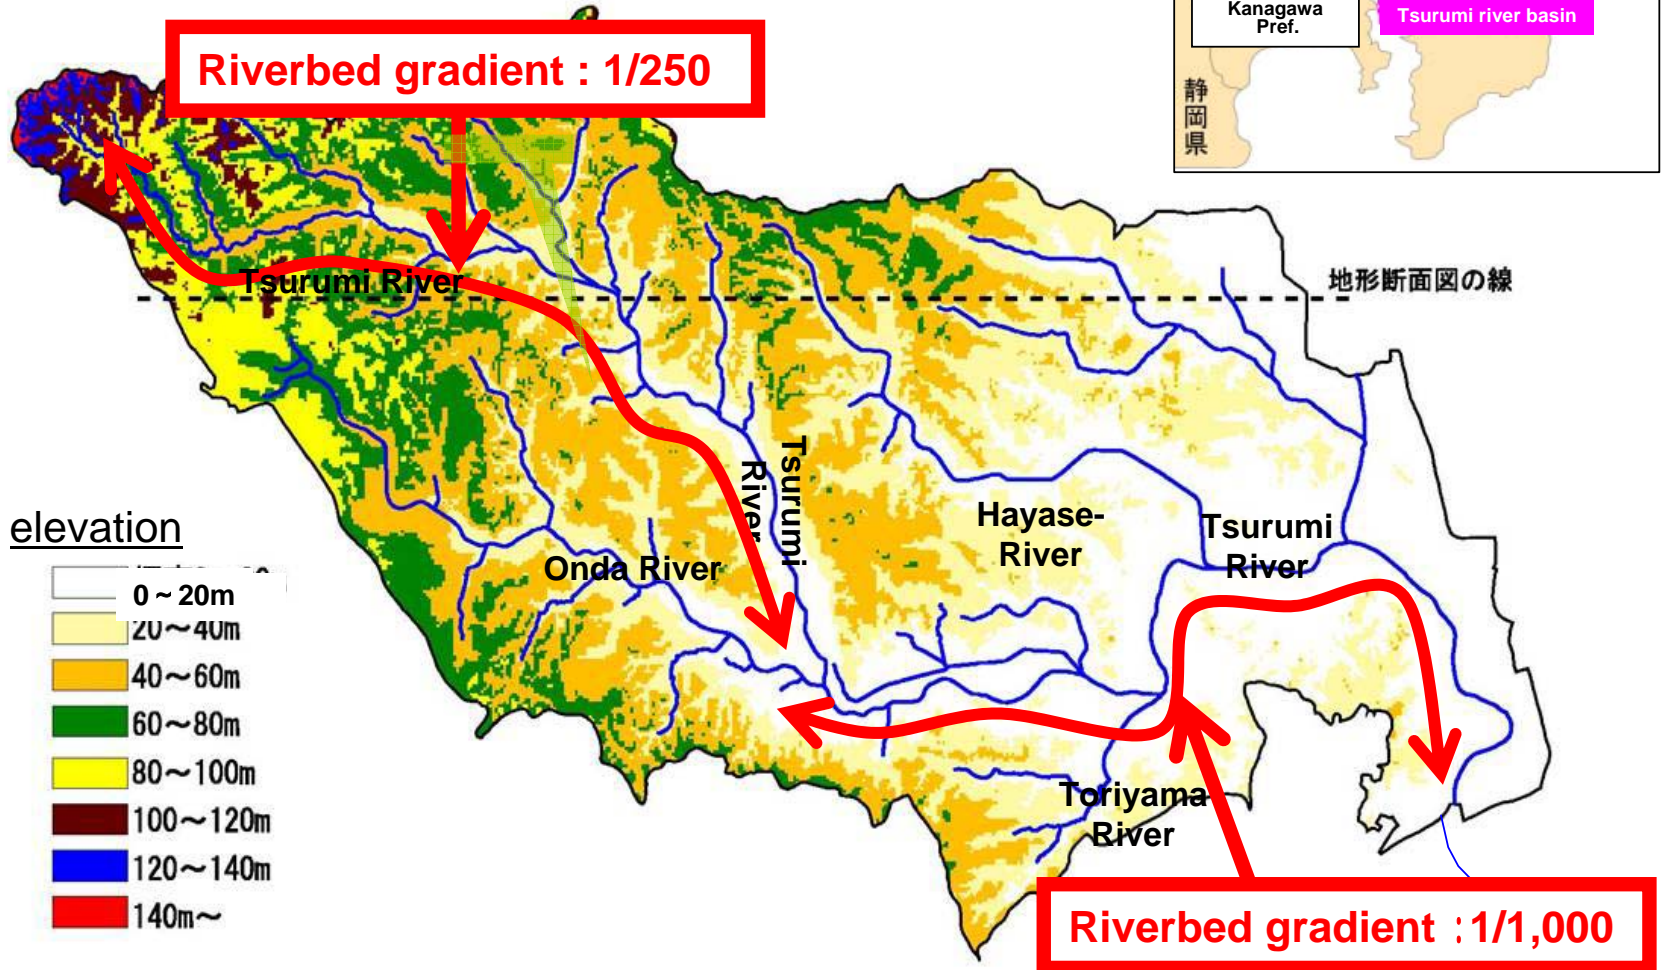 Kanagawa
Pref.
Tsurumi river basin
静
岡
県
Riverbed gradient : 1/250
Tsurumi River
地形断面図の線
Tsurumi
River
Hayase-
River
Tsurumi
River
Onda River
Toriyama
River
elevation
0～20m
20～40m
40～60m
60～80m
80～100m
100～120m
120～140m
140m～
Riverbed gradient : 1/1,000